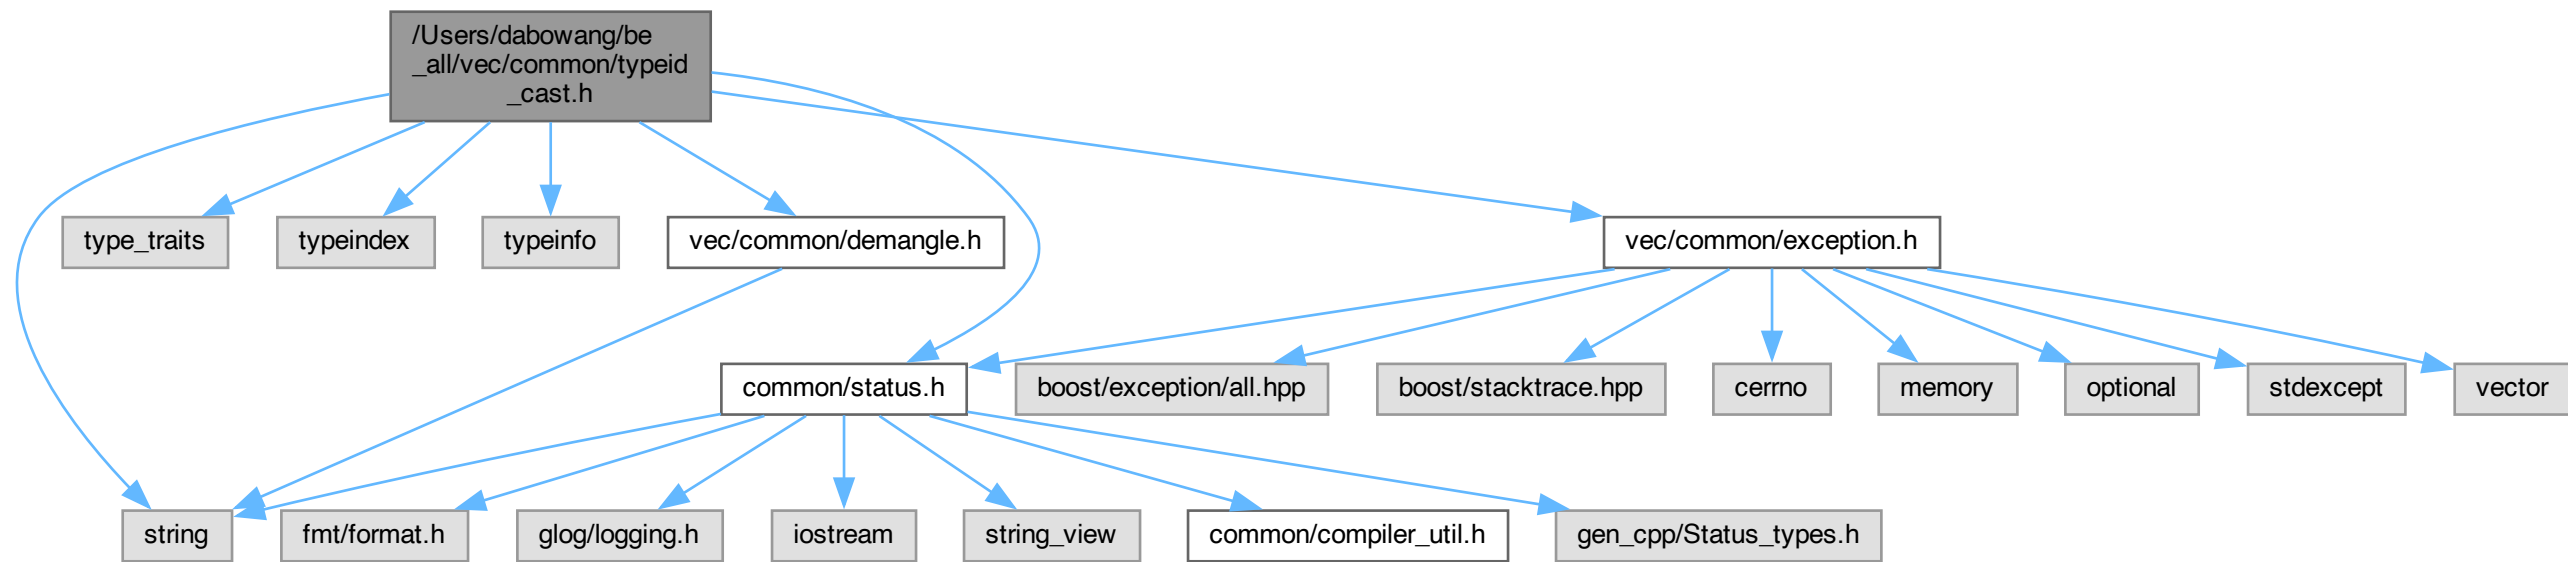 /Users/dabowang/be
_all/vec/common/typeid
_cast.h
type_traits
typeindex
typeinfo
vec/common/demangle.h
vec/common/exception.h
common/status.h
boost/exception/all.hpp
boost/stacktrace.hpp
cerrno
memory
optional
stdexcept
vector
string
fmt/format.h
glog/logging.h
iostream
string_view
common/compiler_util.h
gen_cpp/Status_types.h